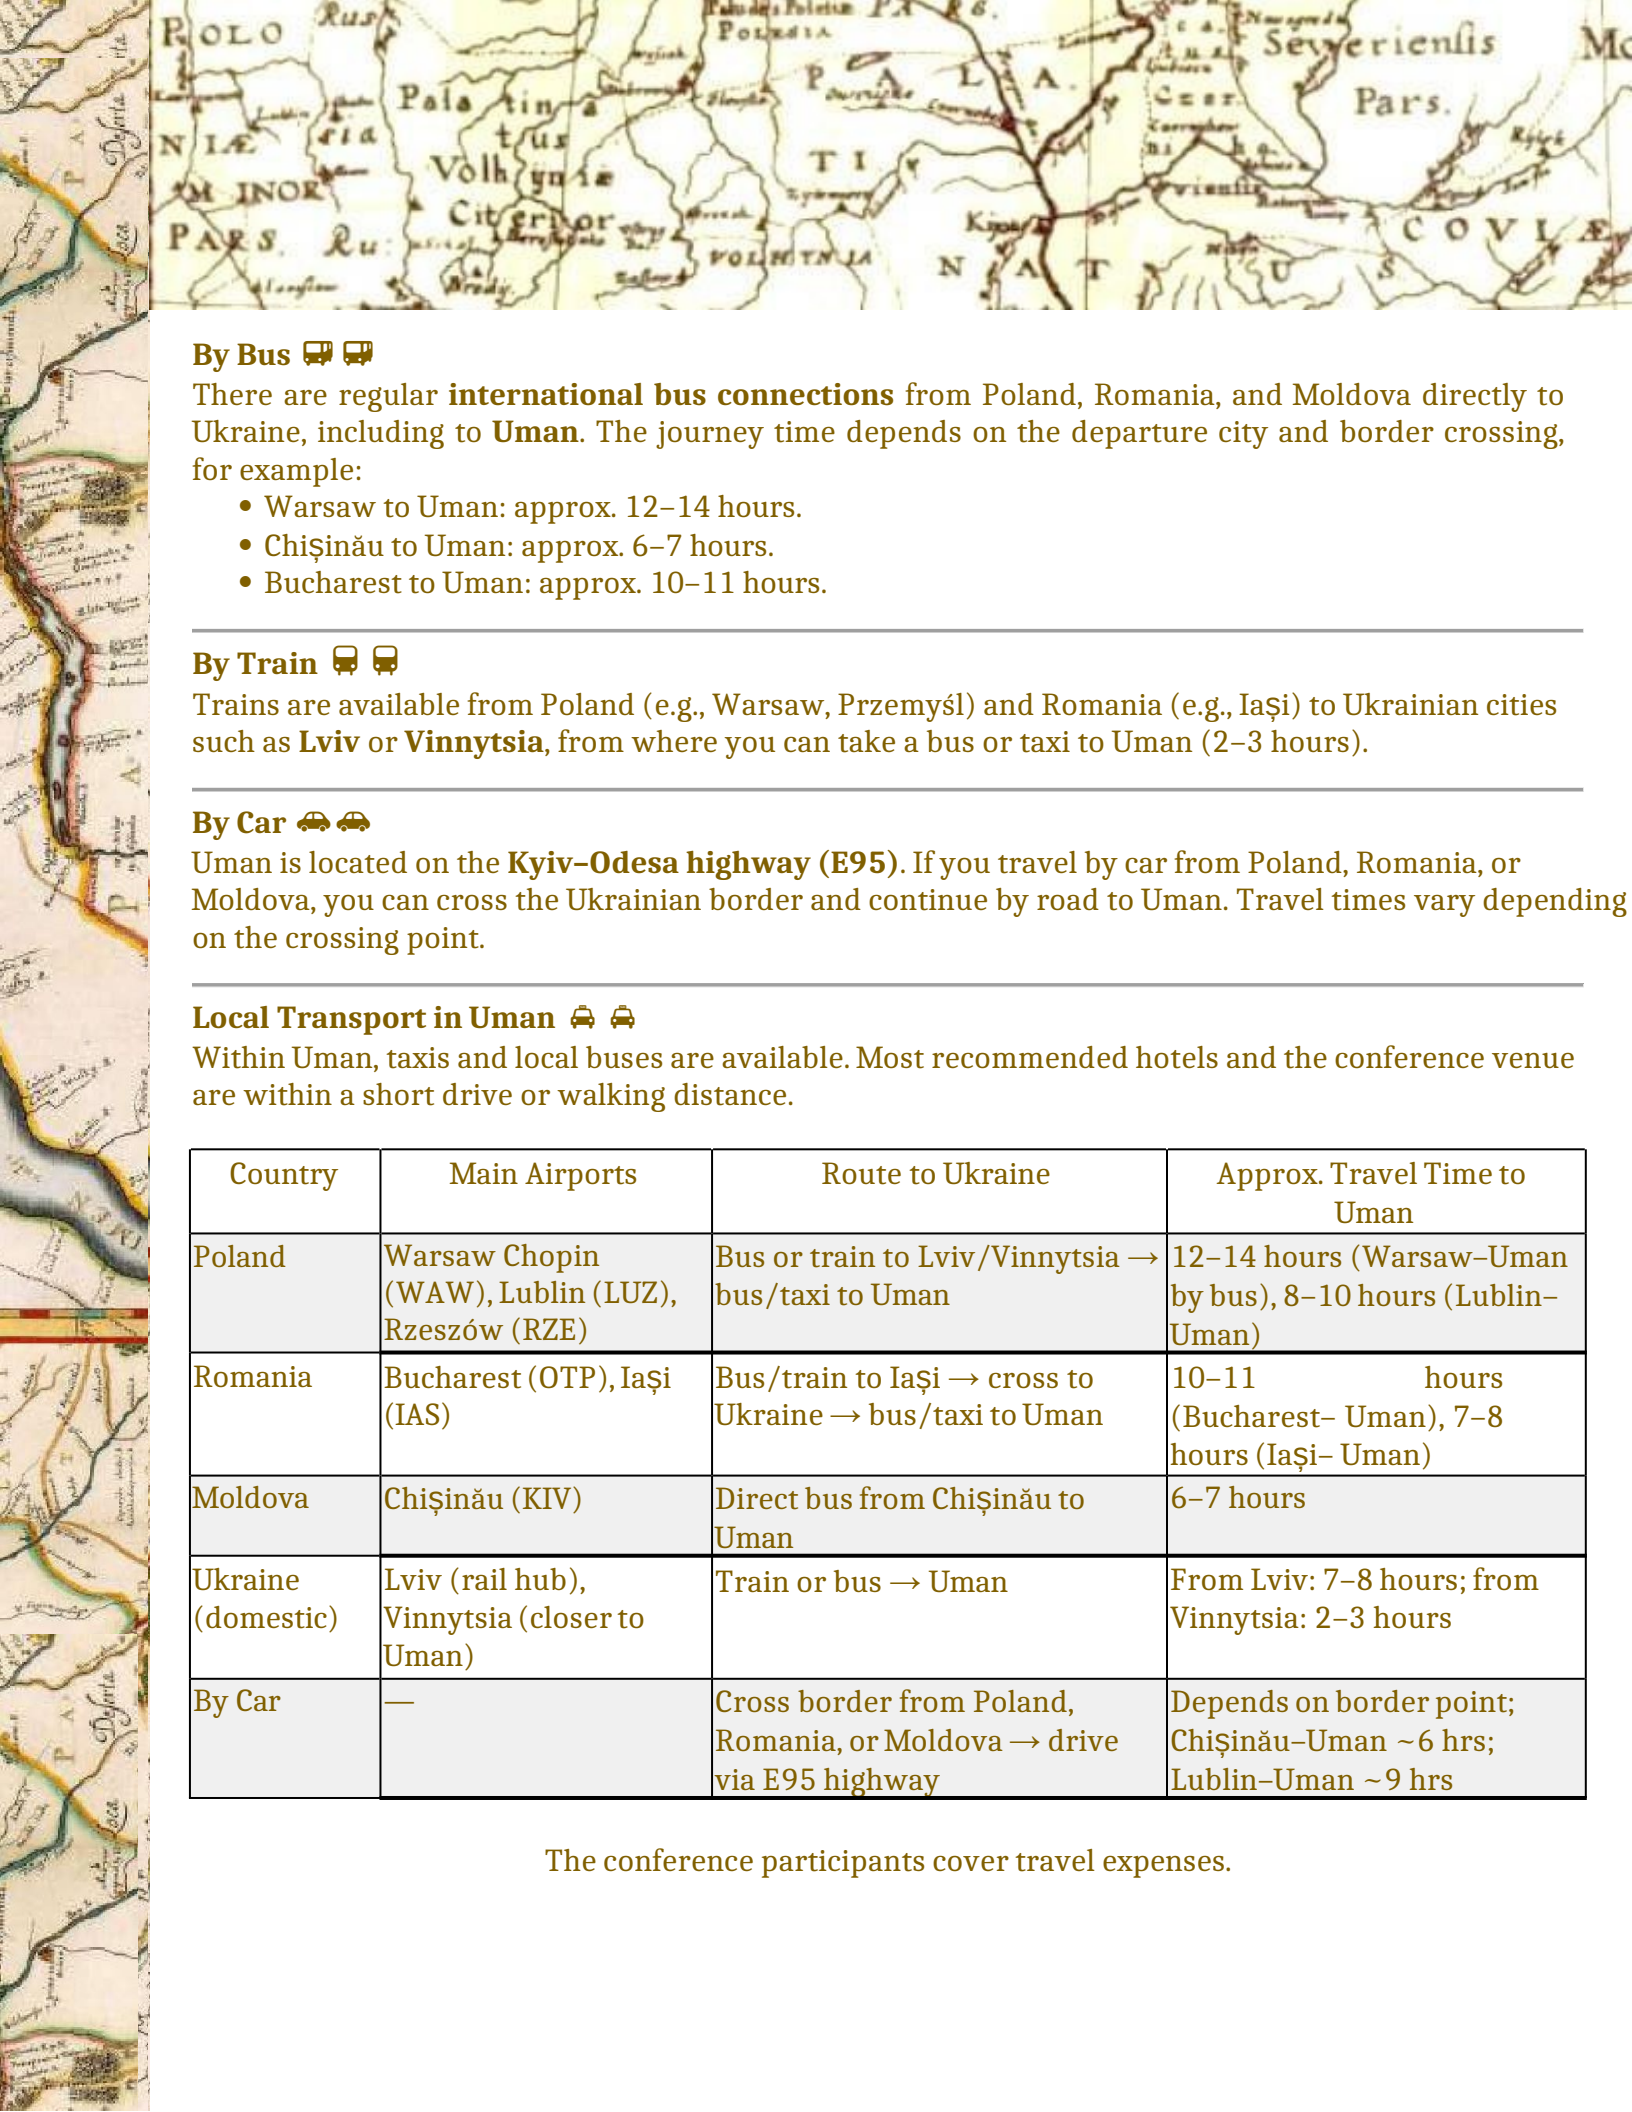 POLO
Rus
Severiensis
Pars.
Pala tin a
tus
Volhyniæ
Citerior
NIÆ
MINOR
PARS.
Ru:
P A L A
T I
VOLHYNIA
N A T U S
COVIÆ
By Bus
There are regular international bus connections from Poland, Romania, and Moldova directly to
Ukraine, including to Uman. The journey time depends on the departure city and border crossing,
for example:
• Warsaw to Uman: approx. 12–14 hours.
• Chișinău to Uman: approx. 6–7 hours.
• Bucharest to Uman: approx. 10–11 hours.
By Train
Trains are available from Poland (e.g., Warsaw, Przemyśl) and Romania (e.g., Iași) to Ukrainian cities
such as Lviv or Vinnytsia, from where you can take a bus or taxi to Uman (2–3 hours).
By Car
Uman is located on the Kyiv–Odesa highway (E95). If you travel by car from Poland, Romania, or
Moldova, you can cross the Ukrainian border and continue by road to Uman. Travel times vary depending
on the crossing point.
Local Transport in Uman
Within Uman, taxis and local buses are available. Most recommended hotels and the conference venue
are within a short drive or walking distance.
Country
Main Airports
Route to Ukraine
Approx. Travel Time to
Uman
Poland
Warsaw Chopin
(WAW), Lublin (LUZ),
Rzeszów (RZE)
Bus or train to Lviv/Vinnytsia →
bus/taxi to Uman
12–14 hours (Warsaw–Uman
by bus), 8–10 hours (Lublin–
Uman)
Romania
Bucharest (OTP), Iași
(IAS)
Bus/train to Iași → cross to
Ukraine → bus/taxi to Uman
10–11 hours
(Bucharest– Uman), 7–8
hours (Iași– Uman)
Moldova
Chișinău (KIV)
Direct bus from Chișinău to
Uman
6–7 hours
Ukraine
(domestic)
Lviv (rail hub),
Vinnytsia (closer to
Uman)
Train or bus → Uman
From Lviv: 7–8 hours; from
Vinnytsia: 2–3 hours
By Car
—
Cross border from Poland,
Romania, or Moldova → drive
via E95 highway
Depends on border point;
Chișinău–Uman ~6 hrs;
Lublin–Uman ~9 hrs
The conference participants cover travel expenses.